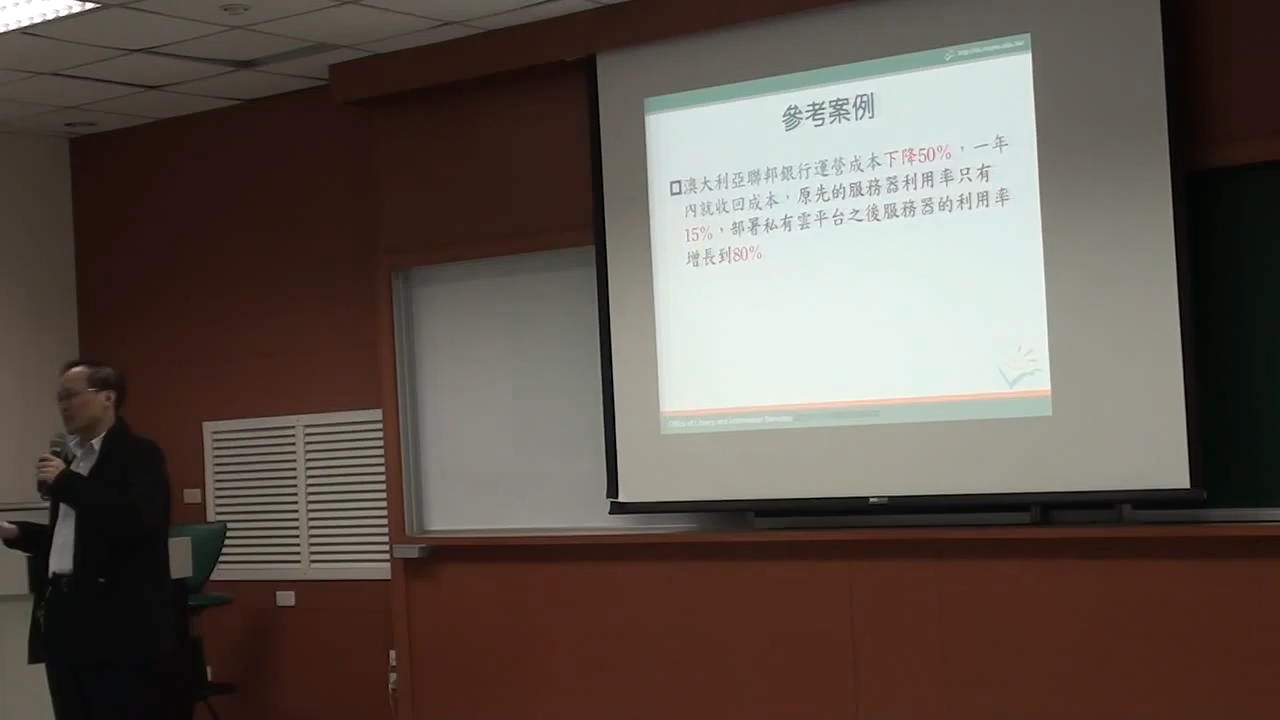 參考案例
澳大利亞聯邦銀行運營成本下降50%，一年
內就收回成本，原先的服務器利用率只有
15%，部署私有雲平台之後服務器的利用率
增長到80%
Office of Library and Information Services